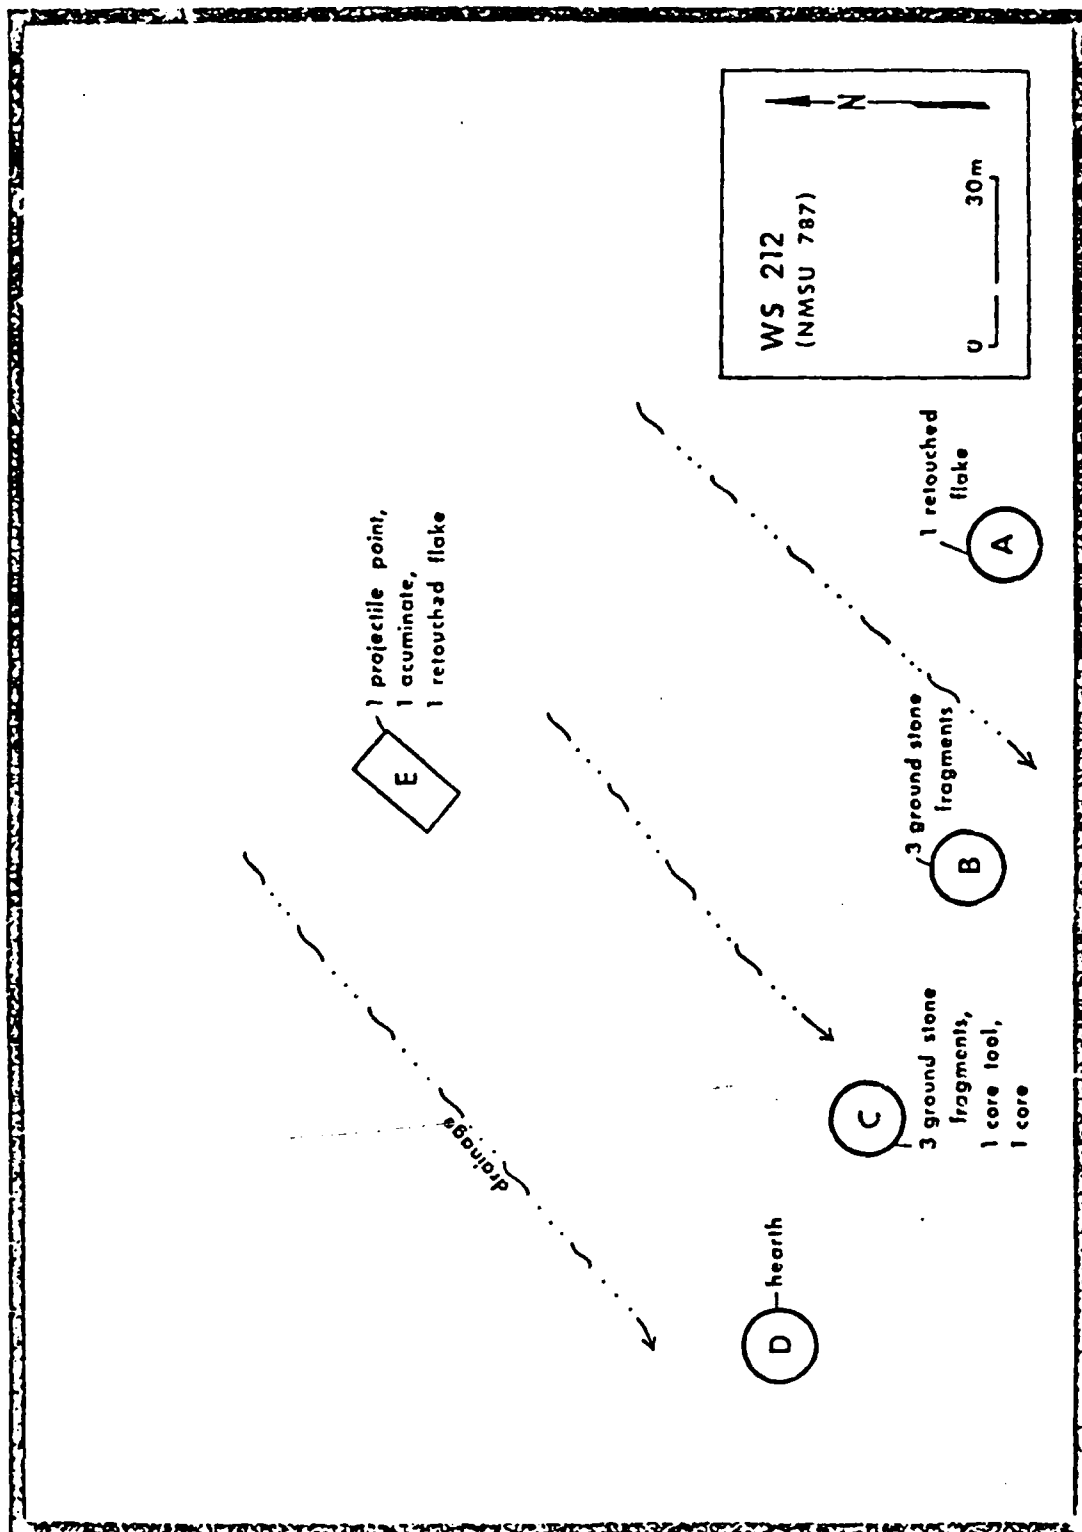 drainage
1 projectile point,
1 acuminate,
1 retouched flake
E
D
hearth
C
3 ground stone
fragments,
1 core tool,
1 core
B
3 ground stone
fragments
A
1 retouched
flake
WS 212
(NMSU 787)
0 30m
N